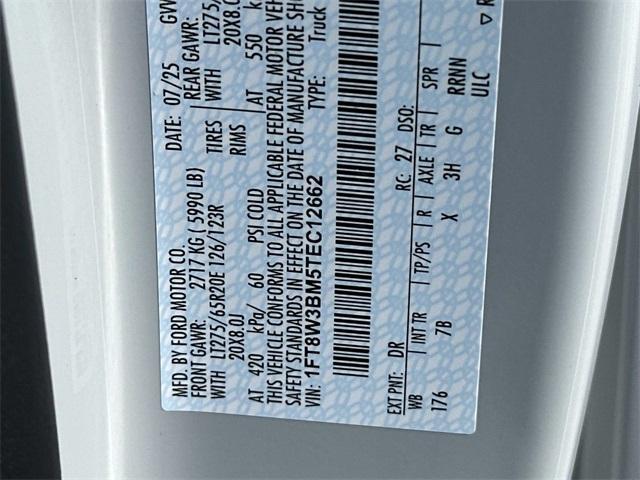 MFD. BY FORD MOTOR CO. DATE: 07/25 GW
FRONT GAWR: 2717 KG ( 5990 LB) REAR GAWR:
WITH LT275/65R20E 126/123R TIRES WITH LT275/
20X8.0J RIMS 20X8.0
AT 420 kPa/ 60 PSI COLD AT 550 k
THIS VEHICLE CONFORMS TO ALL APPLICABLE FEDERAL MOTOR VEH
SAFETY STANDARDS IN EFFECT ON THE DATE OF MANUFACTURE SHO
VIN: 1FT8W3BM5TEC12662 TYPE: Truck
EXT PNT: DR RC: 27 DSO:
WB INT TR TP/PS R AXLE TR SPR
176 7B X 3H G RRNN
ULC